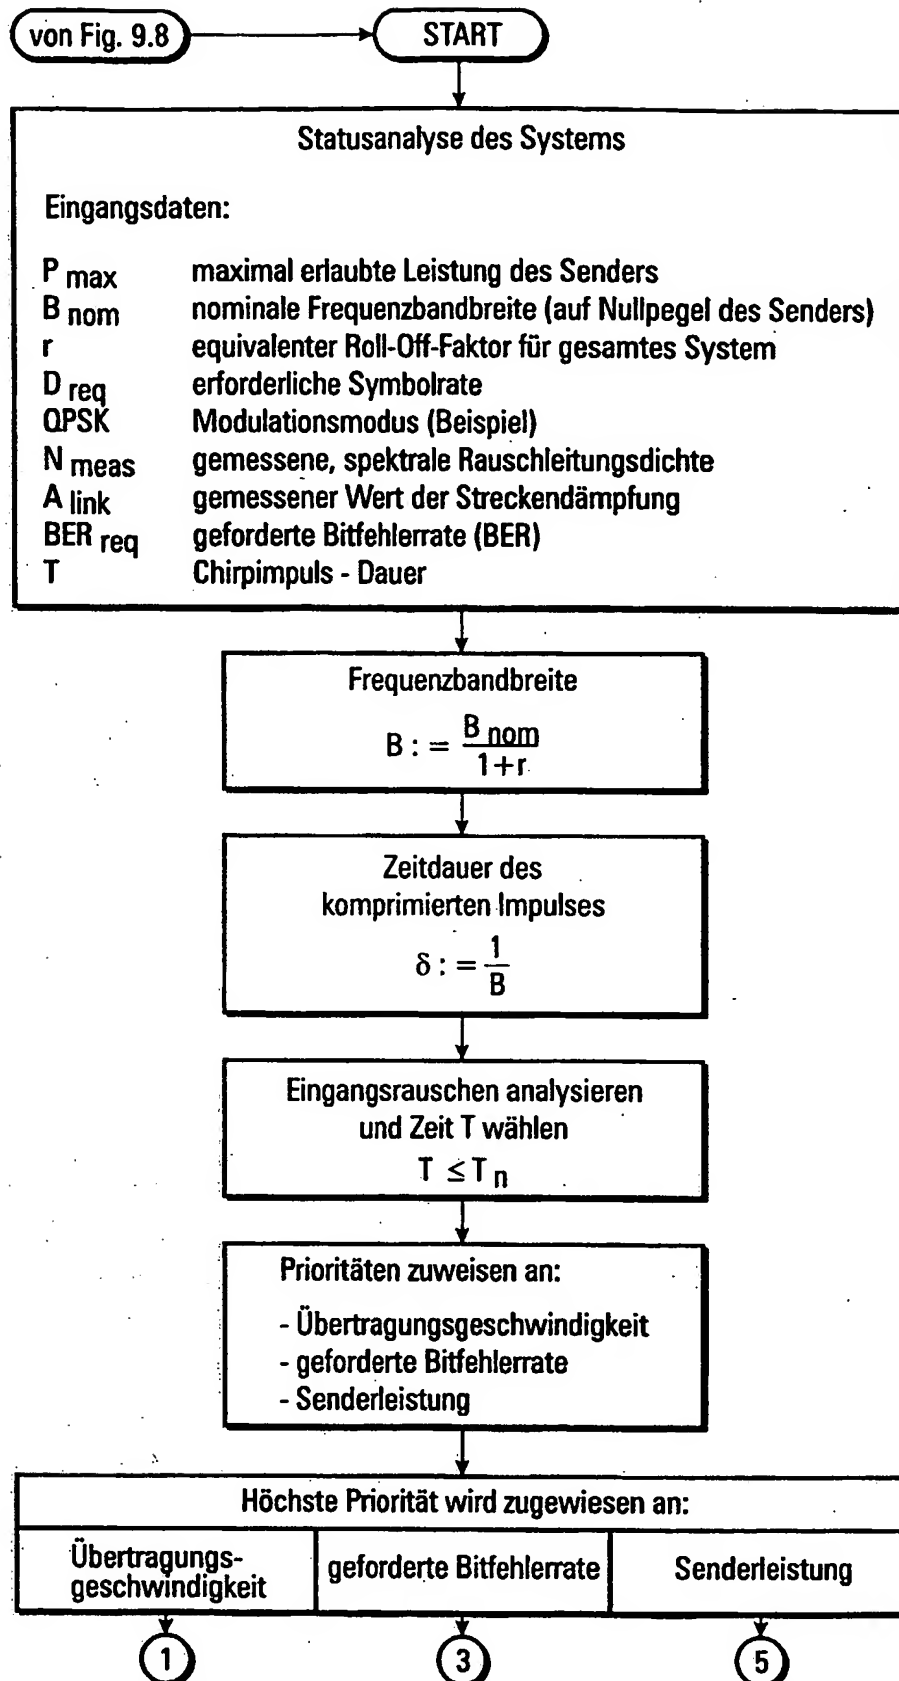 von Fig. 9.8
START
Statusanalyse des Systems
Eingangsdaten:
P max maximal erlaubte Leistung des Senders
B nom nominale Frequenzbandbreite (auf Nullpegel des Senders)
r equivalenter Roll-Off-Faktor für gesamtes System
D req erforderliche Symbolrate
QPSK Modulationsmodus (Beispiel)
N meas gemessene, spektrale Rauschleitungsdichte
A link gemessener Wert der Streckendämpfung
BER req geforderte Bitfehlerrate (BER)
T Chirpimpuls - Dauer
Frequenzbandbreite
B : = B nom / 1+r
Zeitdauer des
komprimierten Impulses
δ : = 1 / B
Eingangsrauschen analysieren
und Zeit T wählen
T ≤ T n
Prioritäten zuweisen an:
- Übertragungsgeschwindigkeit
- geforderte Bitfehlerrate
- Senderleistung
Höchste Priorität wird zugewiesen an:
Übertragungs-
geschwindigkeit
geforderte Bitfehlerrate
Senderleistung
1
3
5